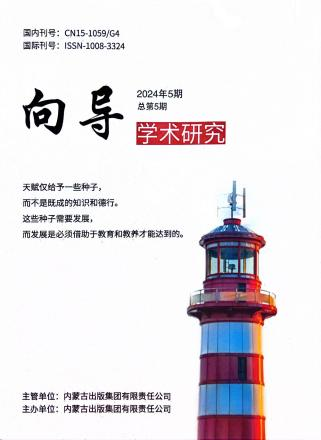 国内刊号：CN15-1059/G4
国际刊号：ISSN-1008-3324
向导
2024年5期
总第5期
学术研究
天赋仅给予一些种子，
而不是既成的知识和德行。
这些种子需要发展，
而发展是必须借助于教育和教养才能达到的。
主管单位：内蒙古出版集团有限责任公司
主办单位：内蒙古出版集团有限责任公司